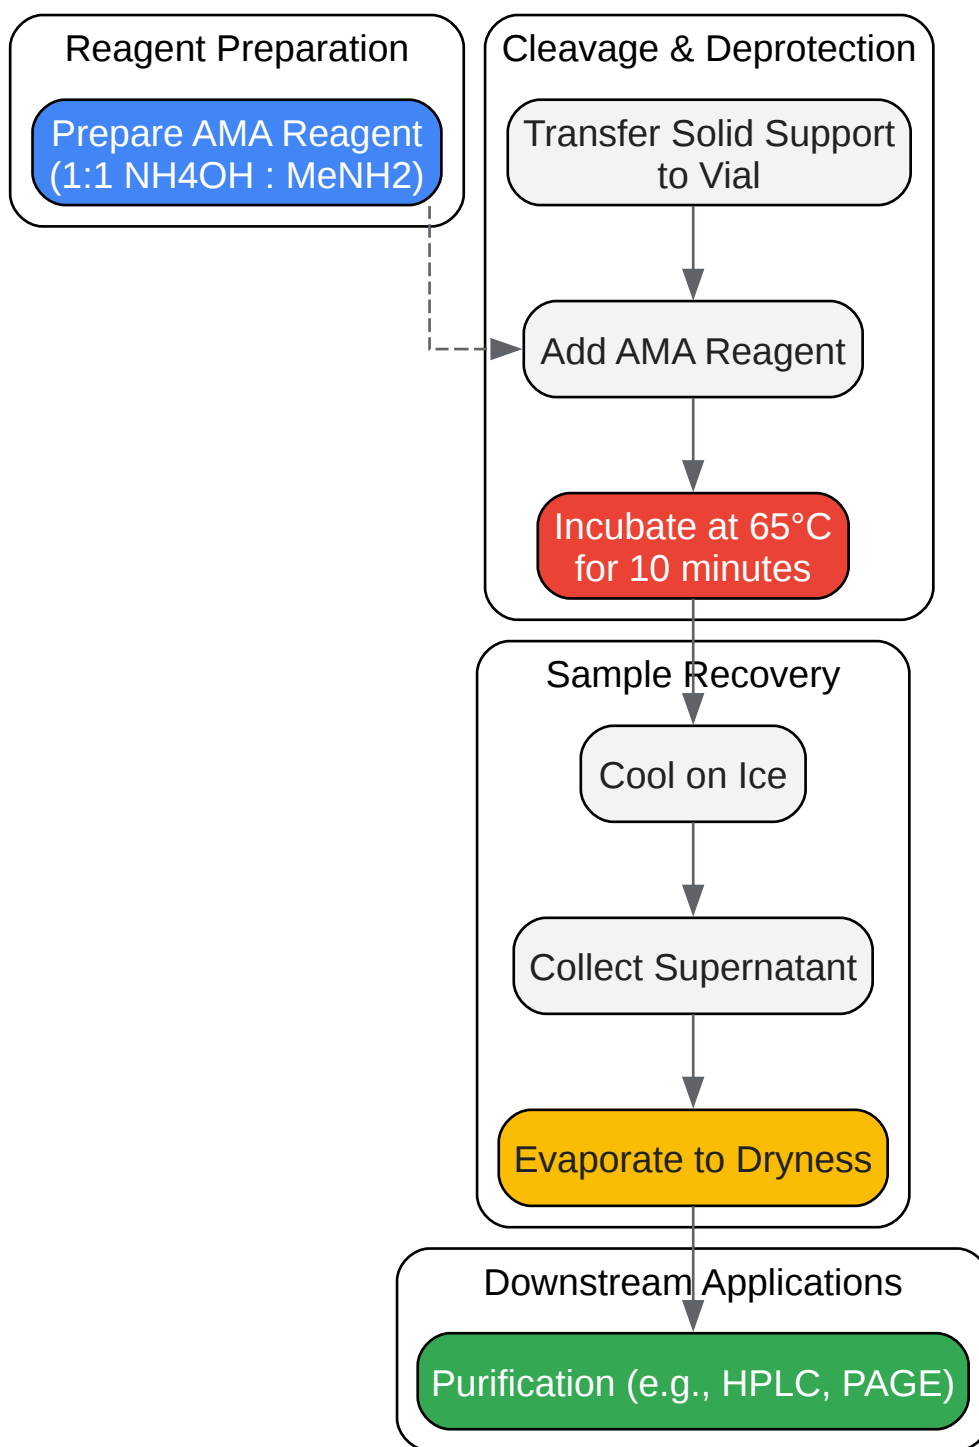 Reagent Preparation
Prepare AMA Reagent
(1:1 NH4OH : MeNH2)
Cleavage & Deprotection
Transfer Solid Support
to Vial
Add AMA Reagent
Incubate at 65°C
for 10 minutes
Sample Recovery
Cool on Ice
Collect Supernatant
Evaporate to Dryness
Downstream Applications
Purification (e.g., HPLC, PAGE)